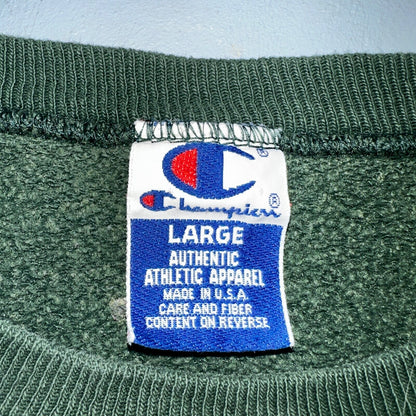 ®
Champion ®
LARGE
AUTHENTIC
ATHLETIC APPAREL
MADE IN U.S.A.
CARE AND FIBER
CONTENT ON REVERSE